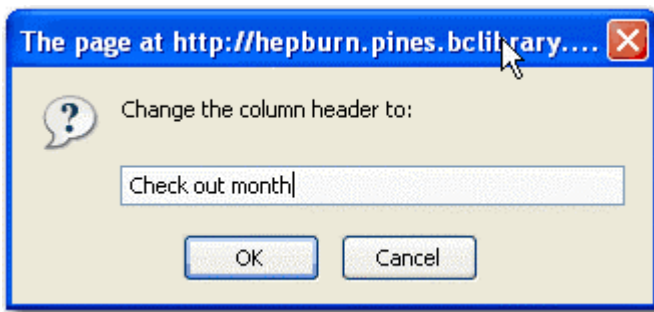 The page at http://hepburn.pines.bclibrary....
Change the column header to:
Check out month
OK Cancel